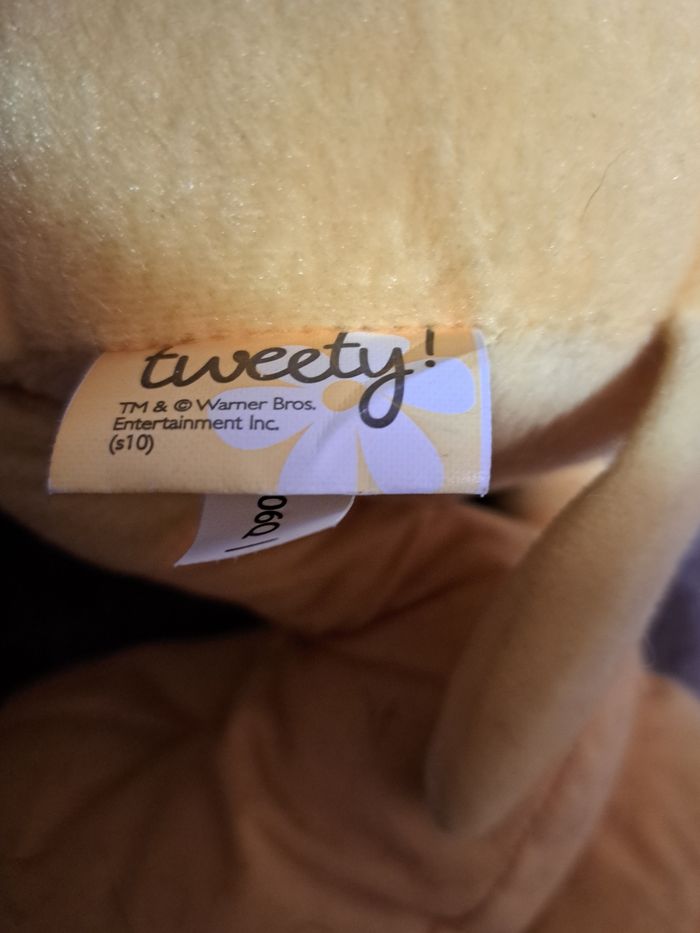 tweety!
TM & © Warner Bros.
Entertainment Inc.
(s10)